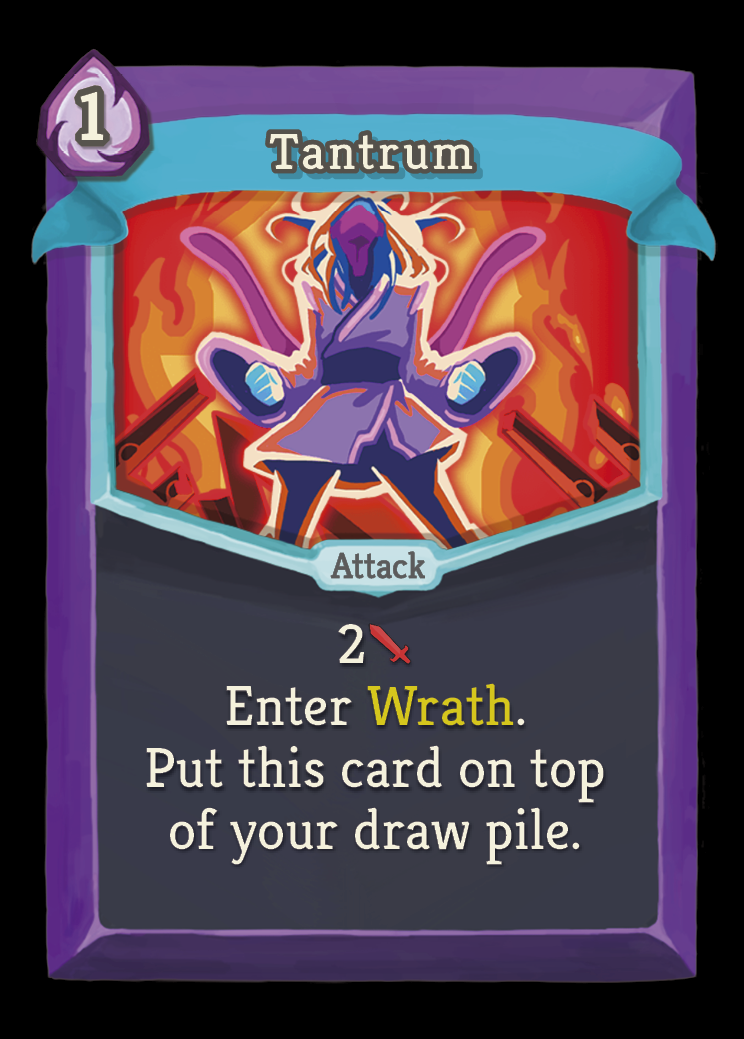 1
Tantrum
Attack
2
Enter Wrath.
Put this card on top
of your draw pile.